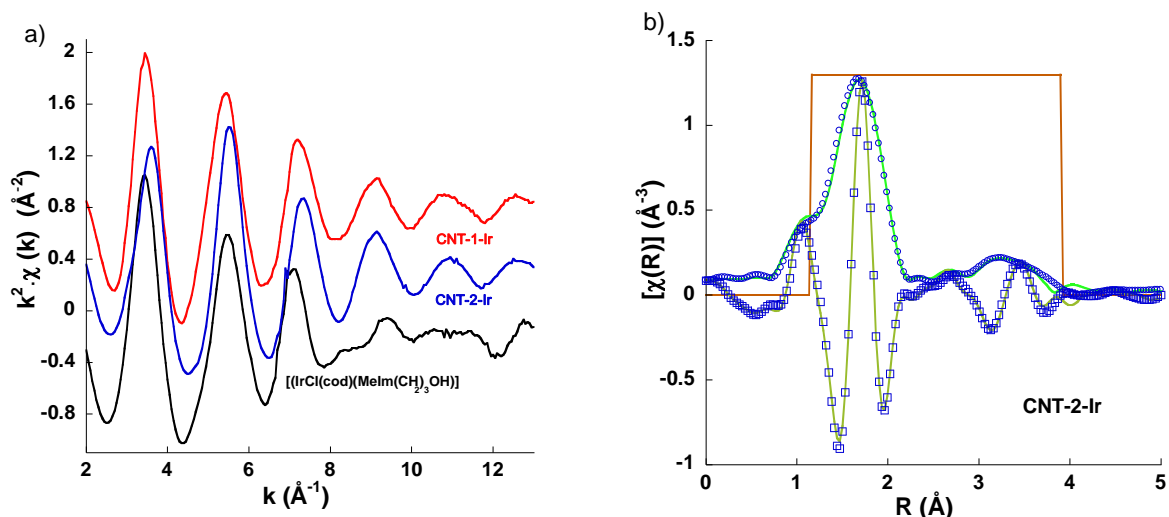 a)
2
1.6
1.2
0.8
0.4
0
-0.4
-0.8
k².χ (k) (Å⁻²)
CNT-1-Ir
CNT-2-Ir
[(IrCl(cod)(MeIm(CH₂)₃OH)]
2 4 6 8 10 12
k (Å⁻¹)
b)
1.5
1
0.5
0
-0.5
-1
[χ(R)] (Å⁻³)
CNT-2-Ir
0 1 2 3 4 5
R (Å)